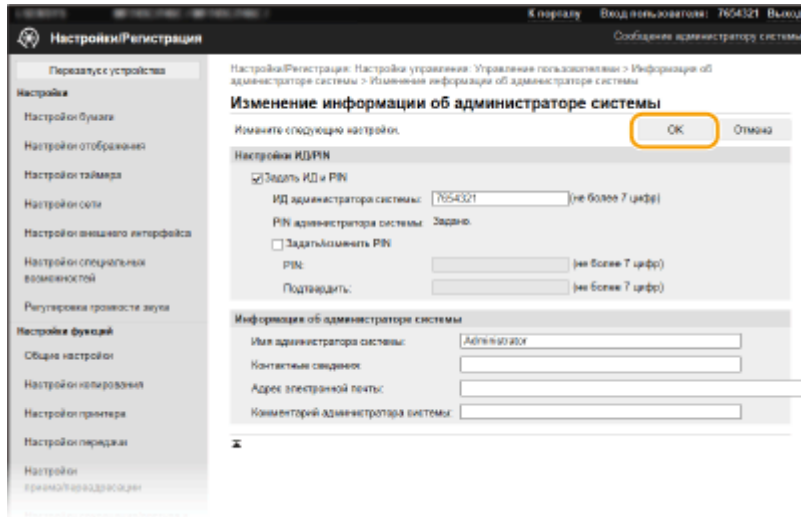 К порталу Вход пользователя: 7654321 Выход
Настройки/Регистрация
Сообщение администратору системы
Перезапуск устройства
Настройки
Настройки бумаги
Настройки отображения
Настройки таймера
Настройки сети
Настройки внешнего интерфейса
Настройки специальных
возможностей
Регулировка громкости звука
Настройки функций
Общие настройки
Настройки копирования
Настройки принтера
Настройки передачи
Настройки
приема/переадресации
Настройки/Регистрация: Настройки управления: Управление пользователями > Информация об
администраторе системы > Изменение информации об администраторе системы
Изменение информации об администраторе системы
Измените следующие настройки.
OK Отмена
Настройки ИД/PIN
Задать ИД и PIN
ИД администратора системы: 7654321 (не более 7 цифр)
PIN администратора системы: Задано.
Задать/изменить PIN
PIN: (не более 7 цифр)
Подтвердить: (не более 7 цифр)
Информация об администраторе системы
Имя администратора системы: Administrator
Контактные сведения:
Адрес электронной почты:
Комментарий администратора системы: